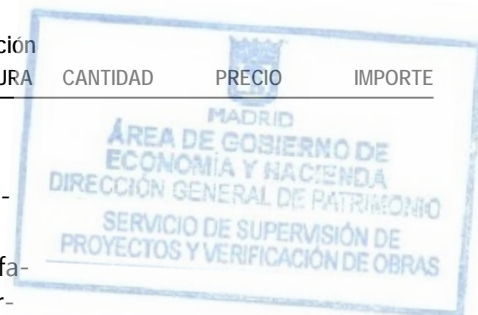 ción
URA CANTIDAD PRECIO IMPORTE
MADRID
ÁREA DE GOBIERNO DE
ECONOMÍA Y HACIENDA
DIRECCIÓN GENERAL DE PATRIMONIO
-
SERVICIO DE SUPERVISIÓN DE
PROYECTOS Y VERIFICACIÓN DE OBRAS
fa-
r-